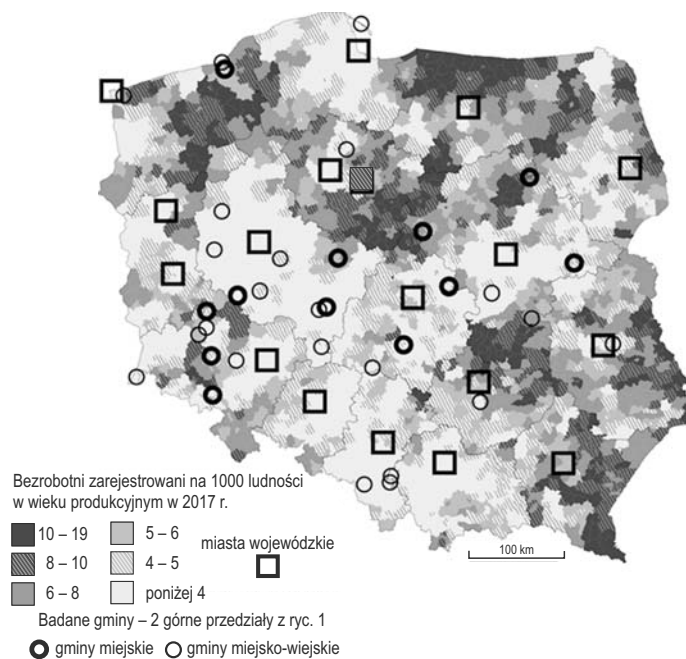 Bezrobotni zarejestrowani na 1000 ludności
w wieku produkcyjnym w 2017 r.
10 – 19
5 – 6
8 – 10
4 – 5
6 – 8
poniżej 4
miasta wojewódzkie
100 km
Badane gminy – 2 górne przedziały z ryc. 1
gminy miejskie
gminy miejsko-wiejskie